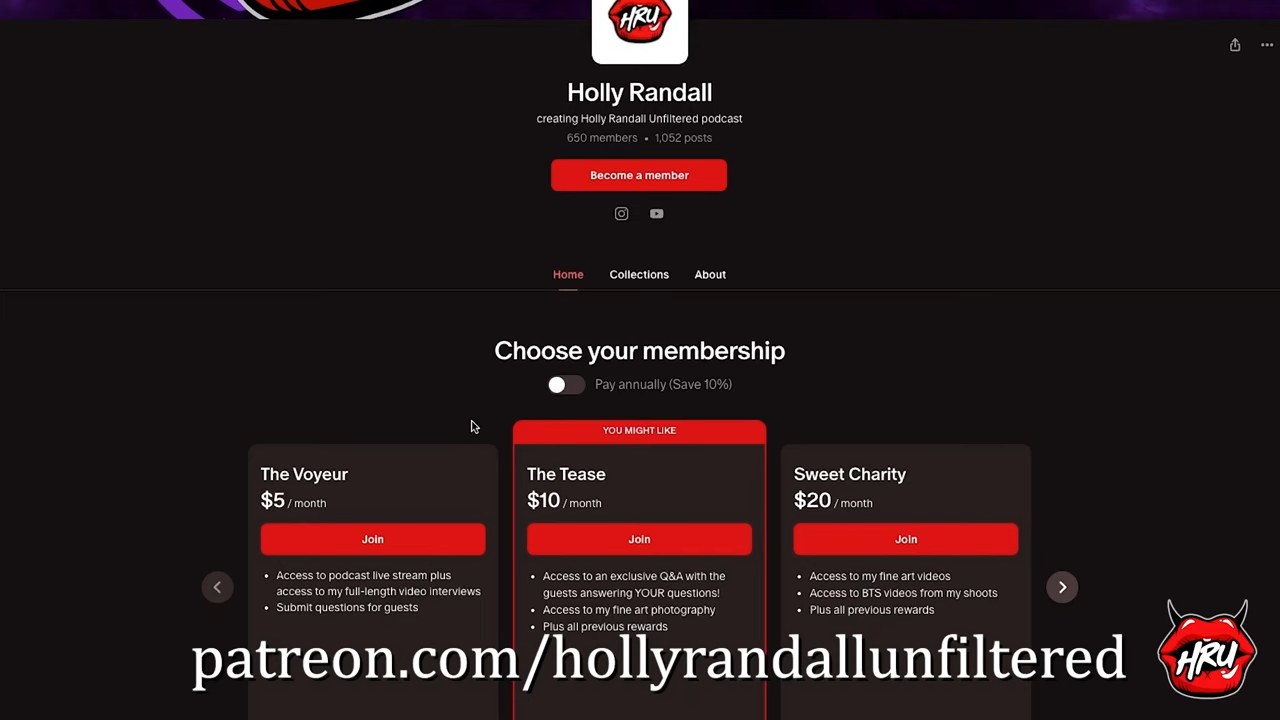 HRU
Holly Randall
creating Holly Randall Unfiltered podcast
650 members • 1,052 posts
Become a member
Home Collections About
Choose your membership
Pay annually (Save 10%)
The Voyeur
$5 / month
Join
• Access to podcast live stream plus
access to my full-length video interviews
• Submit questions for guests
YOU MIGHT LIKE
The Tease
$10 / month
Join
• Access to an exclusive Q&A with the
guests answering YOUR questions!
• Access to my fine art photography
• Plus all previous rewards
Sweet Charity
$20 / month
Join
• Access to my fine art videos
• Access to BTS videos from my shoots
• Plus all previous rewards
patreon.com/hollyrandallunfiltered
HRU